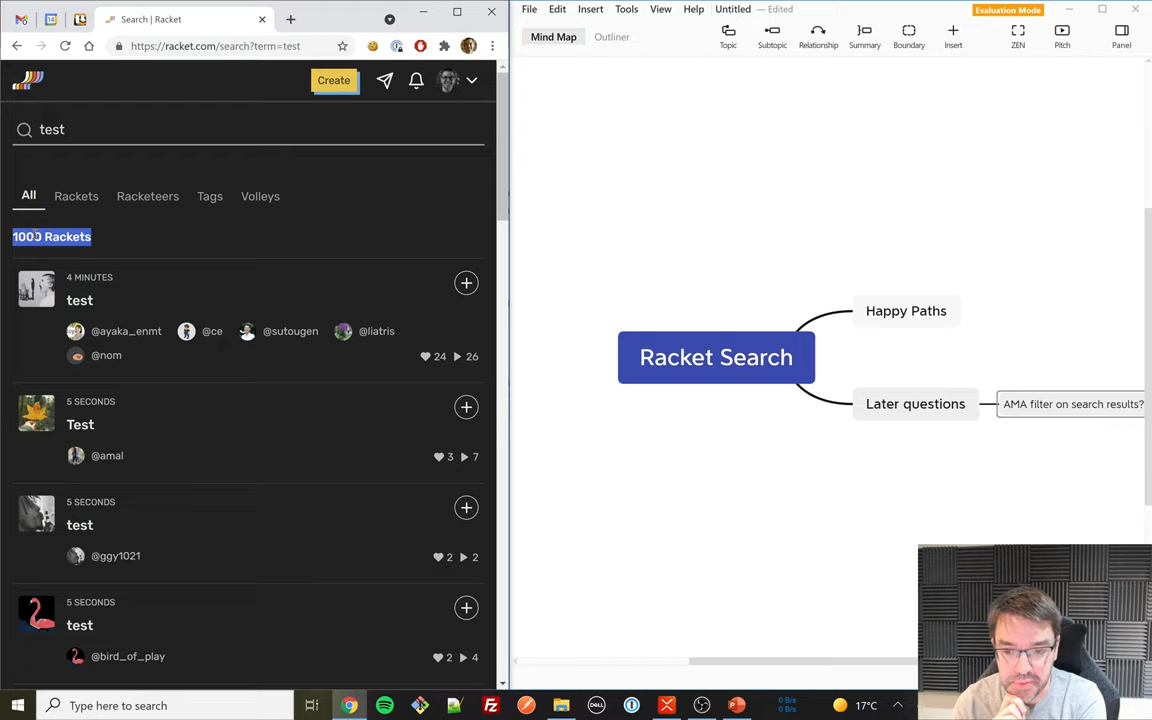 Search | Racket
https://racket.com/search?term=test
Create
test
All Rackets Racketeers Tags Volleys
1000 Rackets
4 MINUTES
test
@ayaka_enmt @ce @sutougen @liatris
@nom
24 26
5 SECONDS
Test
@amal
3 7
5 SECONDS
test
@ggy1021
2 2
5 SECONDS
test
@bird_of_play
2 4
File Edit Insert Tools View Help Untitled — Edited
Evaluation Mode
Mind Map Outliner
Topic Subtopic Relationship Summary Boundary Insert ZEN Pitch Panel
Happy Paths
Racket Search
Later questions
AMA filter on search results?
Type here to search
DELL
0 B/s
0 B/s
17°C